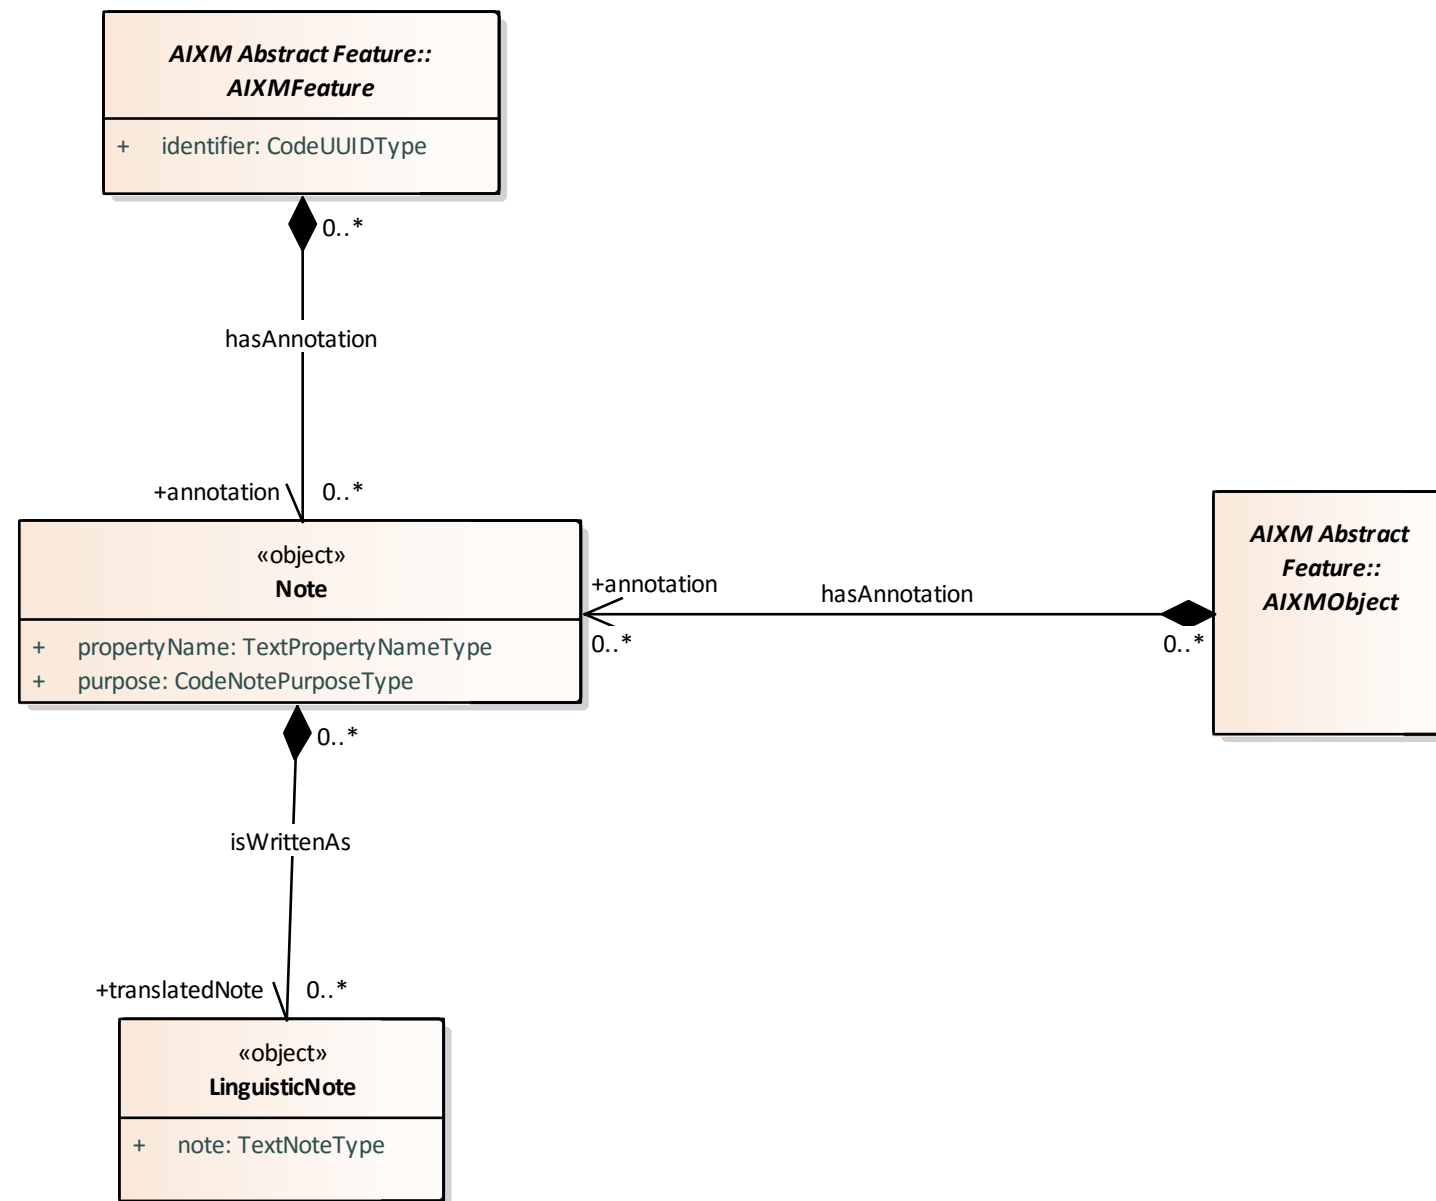 AIXM Abstract Feature::
AIXMFeature
+ identifier: CodeUUIDType
0..*
hasAnnotation
+annotation 0..*
«object»
Note
+ propertyName: TextPropertyNameType
+ purpose: CodeNotePurposeType
+annotation
0..*
hasAnnotation
0..*
AIXM Abstract
Feature::
AIXMObject
0..*
isWrittenAs
+translatedNote 0..*
«object»
LinguisticNote
+ note: TextNoteType